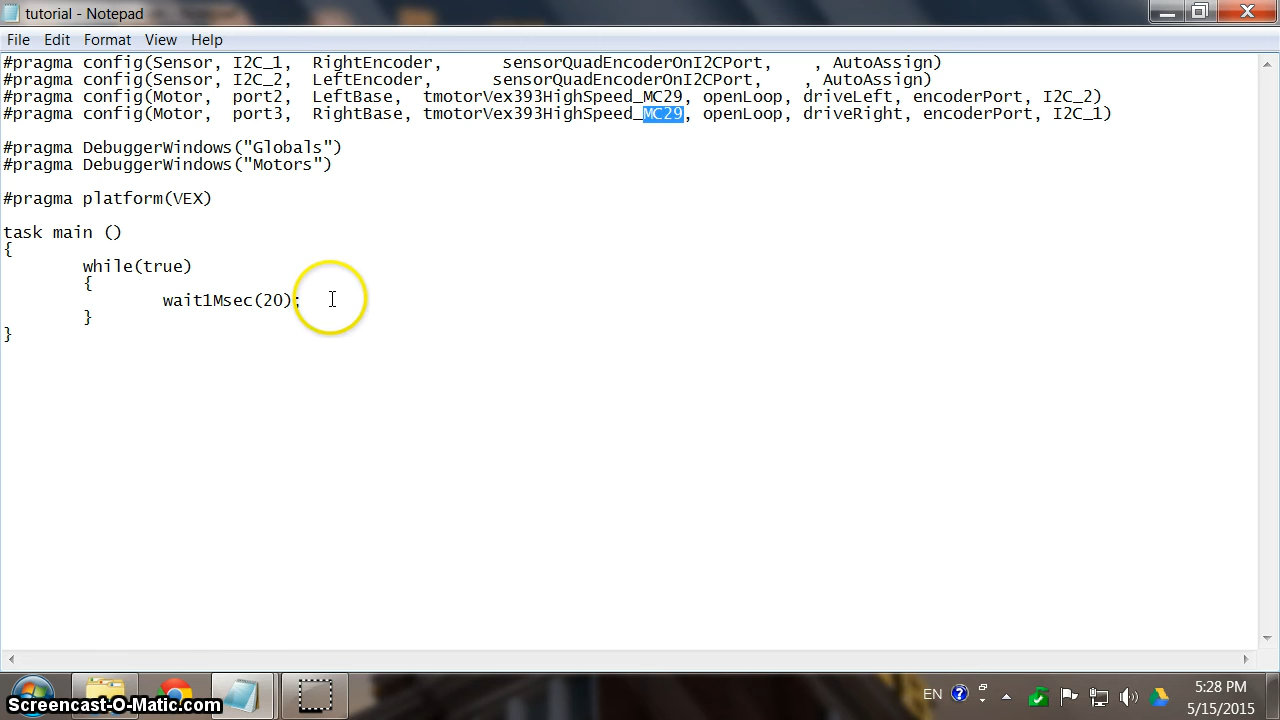 tutorial - Notepad
File Edit Format View Help
#pragma config(Sensor, I2C_1, RightEncoder, sensorQuadEncoderOnI2CPort, , AutoAssign)
#pragma config(Sensor, I2C_2, LeftEncoder, sensorQuadEncoderOnI2CPort, , AutoAssign)
#pragma config(Motor, port2, LeftBase, tmotorVex393HighSpeed_MC29, openLoop, driveLeft, encoderPort, I2C_2)
#pragma config(Motor, port3, RightBase, tmotorVex393HighSpeed_MC29, openLoop, driveRight, encoderPort, I2C_1)
#pragma DebuggerWindows("Globals")
#pragma DebuggerWindows("Motors")
#pragma platform(VEX)
task main ()
{
while(true)
{
wait1Msec(20);
}
}
EN
5:28 PM
5/15/2015
Screencast-O-Matic.com